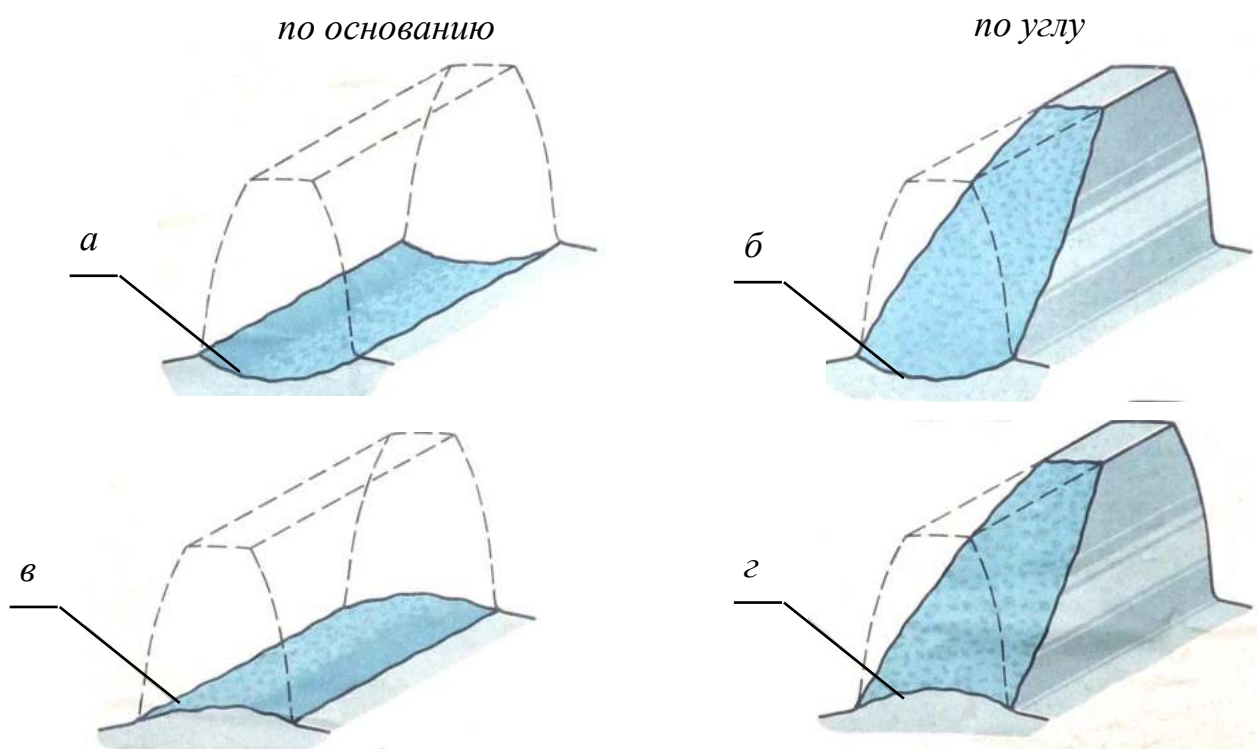 по основанию
по углу
а
б
в
г